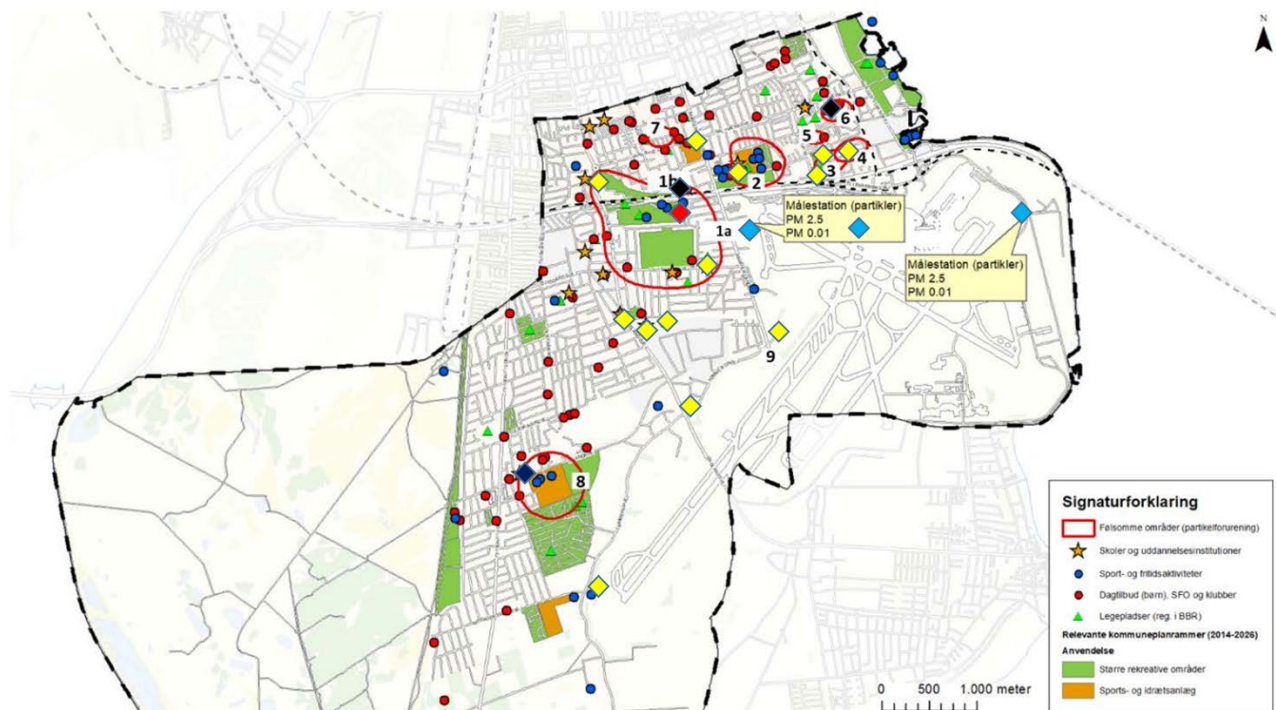 N
7
6
5
1b
2
3
4
Målestation (partikler)
PM 2.5
PM 0.01
1a
Målestation (partikler)
PM 2.5
PM 0.01
9
8
Signaturforklaring
Følsomme områder (partikelforurening)
Skoler og uddannelsesinstitutioner
Sport- og fritidsaktiviteter
Dagtilbud (børn), SFO og klubber
Legepladser (reg. i BBR)
Relevante kommuneplanrammer (2014-2026)
Anvendelse
Større rekreative områder
Sports- og idrætsanlæg
0 500 1.000 meter